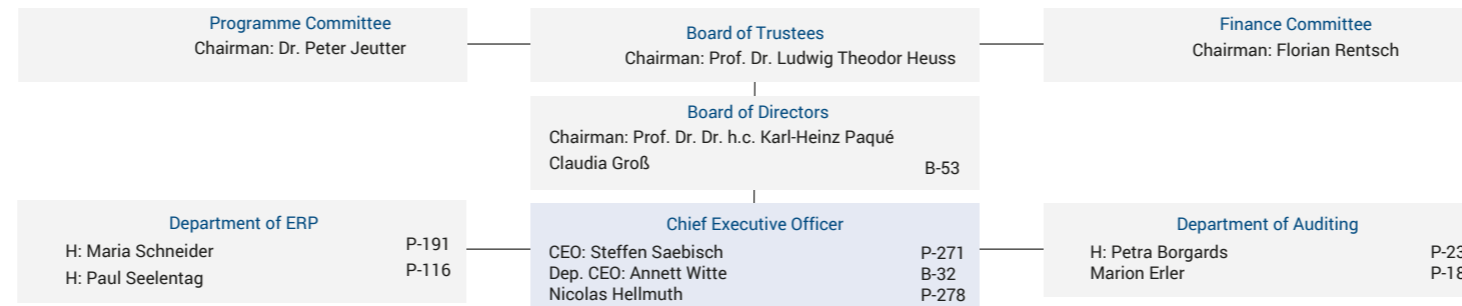 Programme Committee
Chairman: Dr. Peter Jeutter
Board of Trustees
Chairman: Prof. Dr. Ludwig Theodor Heuss
Finance Committee
Chairman: Florian Rentsch
Board of Directors
Chairman: Prof. Dr. Dr. h.c. Karl-Heinz Paqué
Claudia Groß B-53
Department of ERP
H: Maria Schneider P-191
H: Paul Seelentag P-116
Chief Executive Officer
CEO: Steffen Saebisch P-271
Dep. CEO: Annett Witte B-32
Nicolas Hellmuth P-278
Department of Auditing
H: Petra Borgards
Marion Erler